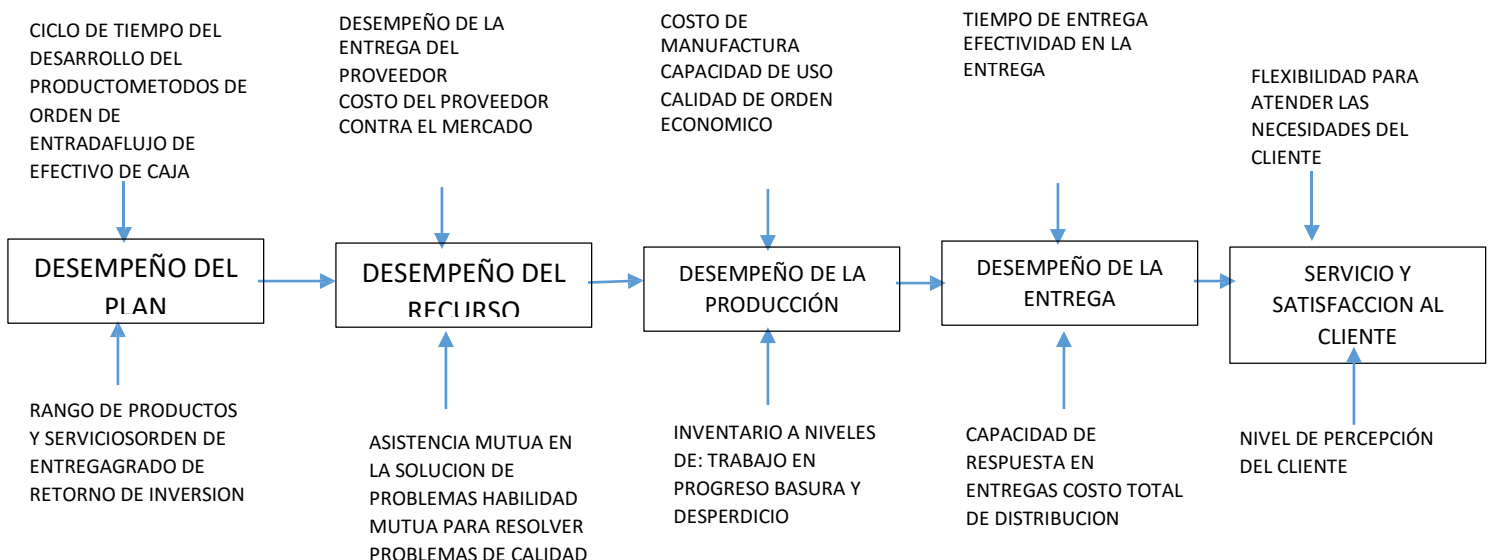 CICLO DE TIEMPO DEL
DESARROLLO DEL
PRODUCTOMETODOS DE
ORDEN DE
ENTRADAFLUJO DE
EFECTIVO DE CAJA
DESEMPEÑO DE LA
ENTREGA DEL
PROVEEDOR
COSTO DEL PROVEEDOR
CONTRA EL MERCADO
COSTO DE
MANUFACTURA
CAPACIDAD DE USO
CALIDAD DE ORDEN
ECONOMICO
TIEMPO DE ENTREGA
EFECTIVIDAD EN LA
ENTREGA
FLEXIBILIDAD PARA
ATENDER LAS
NECESIDADES DEL
CLIENTE
DESEMPEÑO DEL
PLAN
DESEMPEÑO DEL
RECURSO
DESEMPEÑO DE LA
PRODUCCIÓN
DESEMPEÑO DE LA
ENTREGA
SERVICIO Y
SATISFACCION AL
CLIENTE
RANGO DE PRODUCTOS
Y SERVICIOSORDEN DE
ENTREGAGRADO DE
RETORNO DE INVERSION
ASISTENCIA MUTUA EN
LA SOLUCION DE
PROBLEMAS HABILIDAD
MUTUA PARA RESOLVER
PROBLEMAS DE CALIDAD
INVENTARIO A NIVELES
DE: TRABAJO EN
PROGRESO BASURA Y
DESPERDICIO
CAPACIDAD DE
RESPUESTA EN
ENTREGAS COSTO TOTAL
DE DISTRIBUCION
NIVEL DE PERCEPCIÓN
DEL CLIENTE